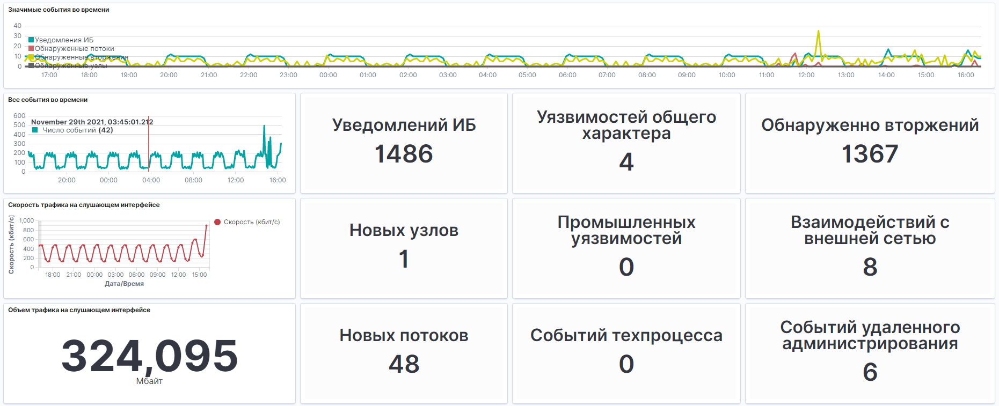 Значимые события во времени
40
30
20
10
0
Уведомления ИБ
Обнаруженные потоки
Обнаруженные вторжения
Обнаруженные узлы
17:00 18:00 19:00 20:00 21:00 22:00 23:00 00:00 01:00 02:00 03:00 04:00 05:00 06:00 07:00 08:00 09:00 10:00 11:00 12:00 13:00 14:00 15:00 16:00
Все события во времени
600
500
400
300
200
100
0
November 29th 2021, 03:45:01.212
Число событий (42)
20:00 00:00 04:00 08:00 12:00 16:00
Уведомлений ИБ
1486
Уязвимостей общего
характера
4
Обнаруженно вторжений
1367
Скорость трафика на слушающем интерфейсе
Скорость (кбит/с)
1,000
800
600
400
200
0
18:00 21:00 00:00 03:00 06:00 09:00 12:00 15:00
Дата/Время
Скорость (кбит/с)
Новых узлов
1
Промышленных
уязвимостей
0
Взаимодействий с
внешней сетью
8
Объем трафика на слушающем интерфейсе
324,095
Мбайт
Новых потоков
48
Событий техпроцесса
0
Событий удаленного
администрирования
6